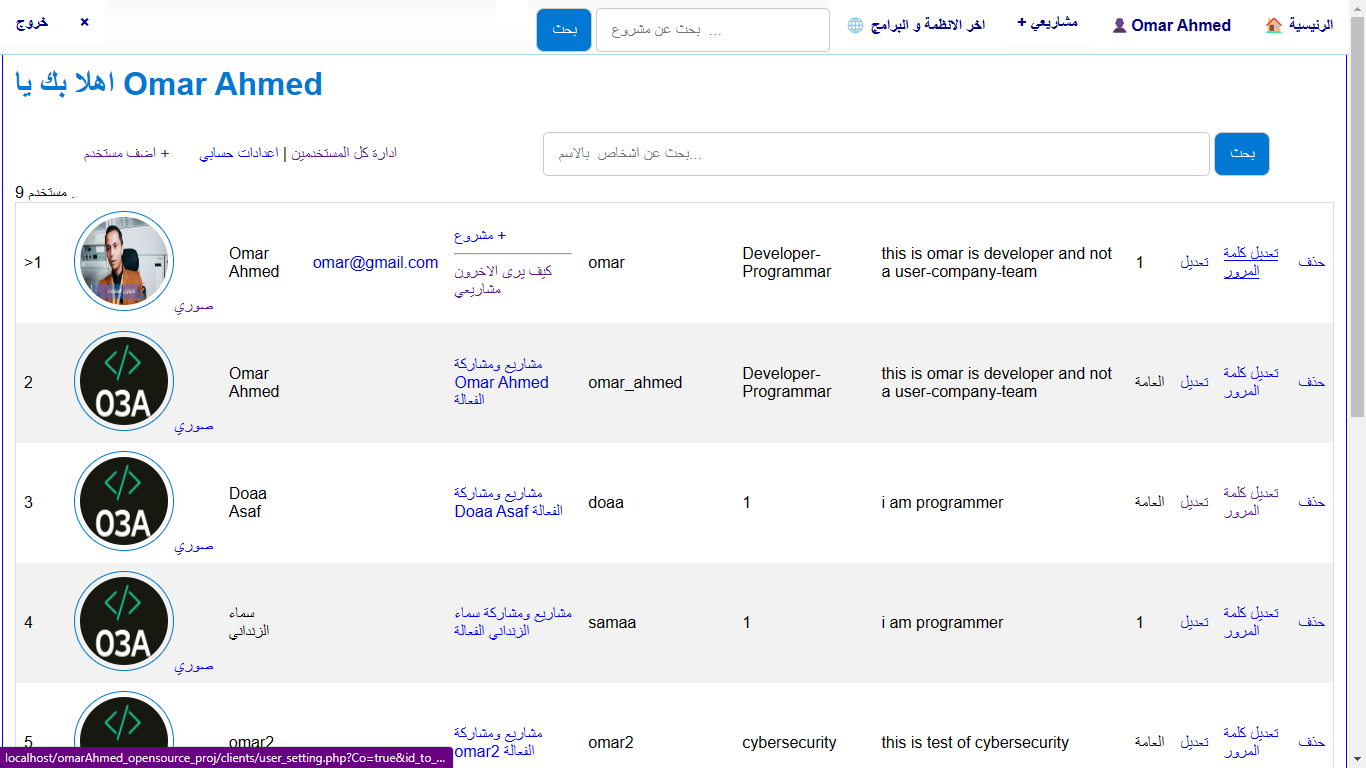 الرئيسية 🏠 Omar Ahmed 👤 مشاريعي + اخر الانظمة و البرامج 🌐 بحث عن مشروع ... بحث × خروج
اهلا بك يا Omar Ahmed
+ اضف مستخدم
ادارة كل المستخدمين | اعدادات حسابي
بحث عن اشخاص بالاسم...
بحث
9 مستخدم .
>1
صوري
Omar
Ahmed
omar@gmail.com
+ مشروع
كيف يرى الاخرون
مشاريعي
omar
Developer-
Programmar
this is omar is developer and not
a user-company-team
1
تعديل
تعديل كلمة
المرور
حذف
2
O3A
صوري
Omar
Ahmed
مشاريع ومشاركة
Omar Ahmed
الفعالة
omar_ahmed
Developer-
Programmar
this is omar is developer and not
a user-company-team
العامة
تعديل
تعديل كلمة
المرور
حذف
3
O3A
صوري
Doaa
Asaf
مشاريع ومشاركة
Doaa Asaf الفعالة
doaa
1
i am programmer
العامة
تعديل
تعديل كلمة
المرور
حذف
4
O3A
صوري
سماء
الزنداني
مشاريع ومشاركة سماء
الزنداني الفعالة
samaa
1
i am programmer
1
تعديل
تعديل كلمة
المرور
حذف
5
omar2
مشاريع ومشاركة
omar2 الفعالة
omar2
cybersecurity
this is test of cybersecurity
العامة
تعديل
تعديل كلمة
المرور
حذف
localhost/omarAhmed_opensource_proj/clients/user_setting.php?Co=true&id_to_...